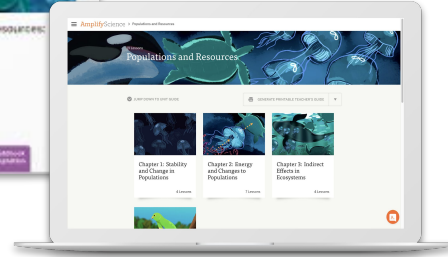 AmplifyScience > Populations and Resources
Populations and Resources
JUMP DOWN TO UNIT GUIDE
GENERATE PRINTABLE TEACHER'S GUIDE
Chapter 1: Stability
and Change in
Populations
6 Lessons
Chapter 2: Energy
and Changes to
Populations
7 Lessons
Chapter 3: Indirect
Effects in
Ecosystems
4 Lessons